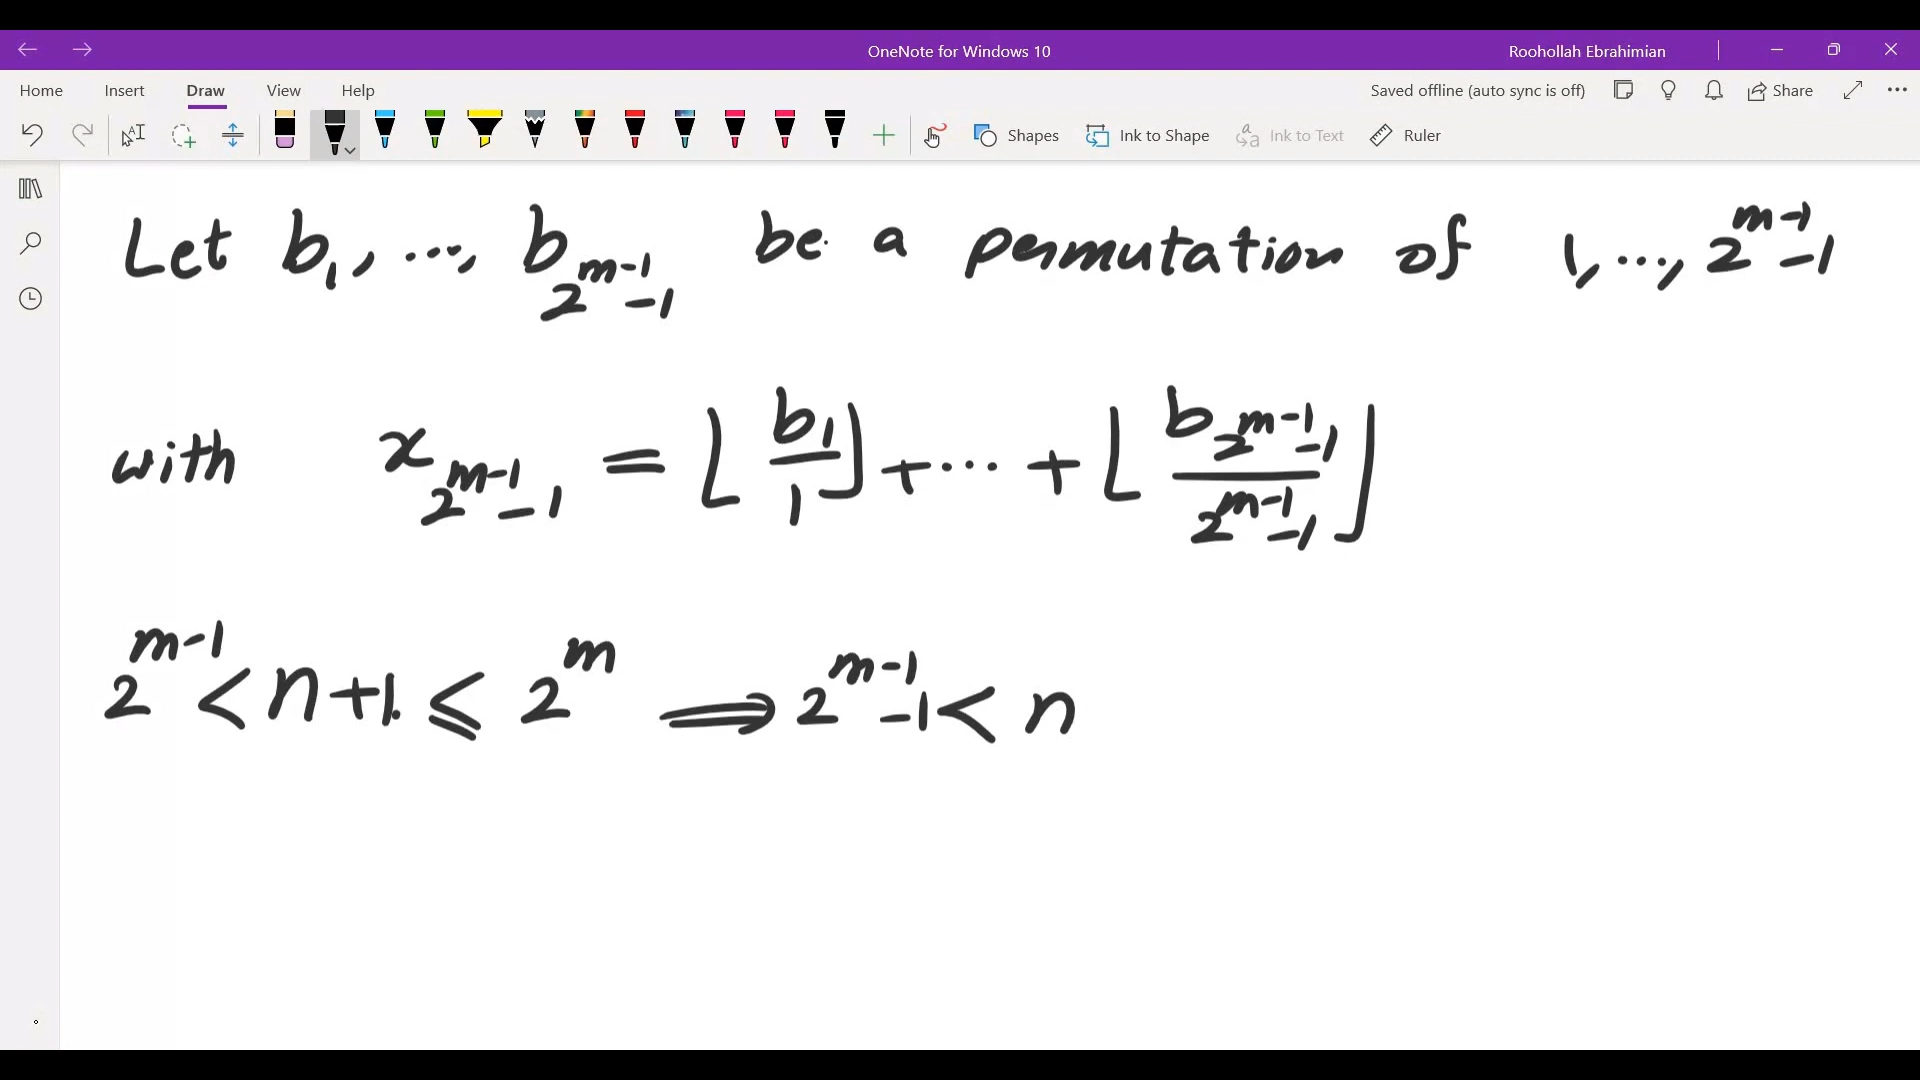 OneNote for Windows 10
Roohollah Ebrahimian
Home Insert Draw View Help
Saved offline (auto sync is off) Share
Shapes Ink to Shape Ink to Text Ruler
Let b₁, ..., b_{2^{m-1}-1} be a permutation of 1, ..., 2^{m-1}-1
with x_{2^{m-1}-1} = ⌊b₁/1⌋ + ... + ⌊b_{2^{m-1}-1}/(2^{m-1}-1)⌋
2^{m-1} < n+1 ≤ 2^m ⟹ 2^{m-1}-1 < n